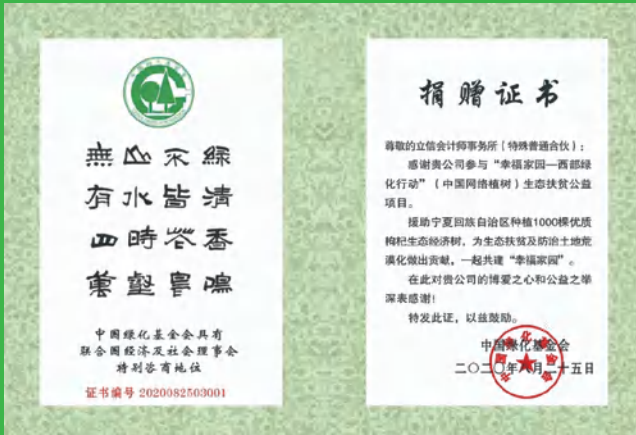 無山不綠
有水皆清
四時花香
萬壑鳥鳴
中国绿化基金会具有
联合国经济及社会理事会
特别咨商地位
证书编号 2020082503001
捐赠证书
尊敬的立信会计师事务所（特殊普通合伙）：
感谢贵公司参与“幸福家园—西部绿
化行动”（中国网络植树）生态扶贫公益
项目。
援助宁夏回族自治区种植1000棵优质
枸杞生态经济树，为生态扶贫及防治土地荒
漠化做出贡献，一起共建“幸福家园”。
在此对贵公司的博爱之心和公益之举
深表感谢！
特发此证，以兹鼓励。
中国绿化基金会
二〇二〇年八月二十五日